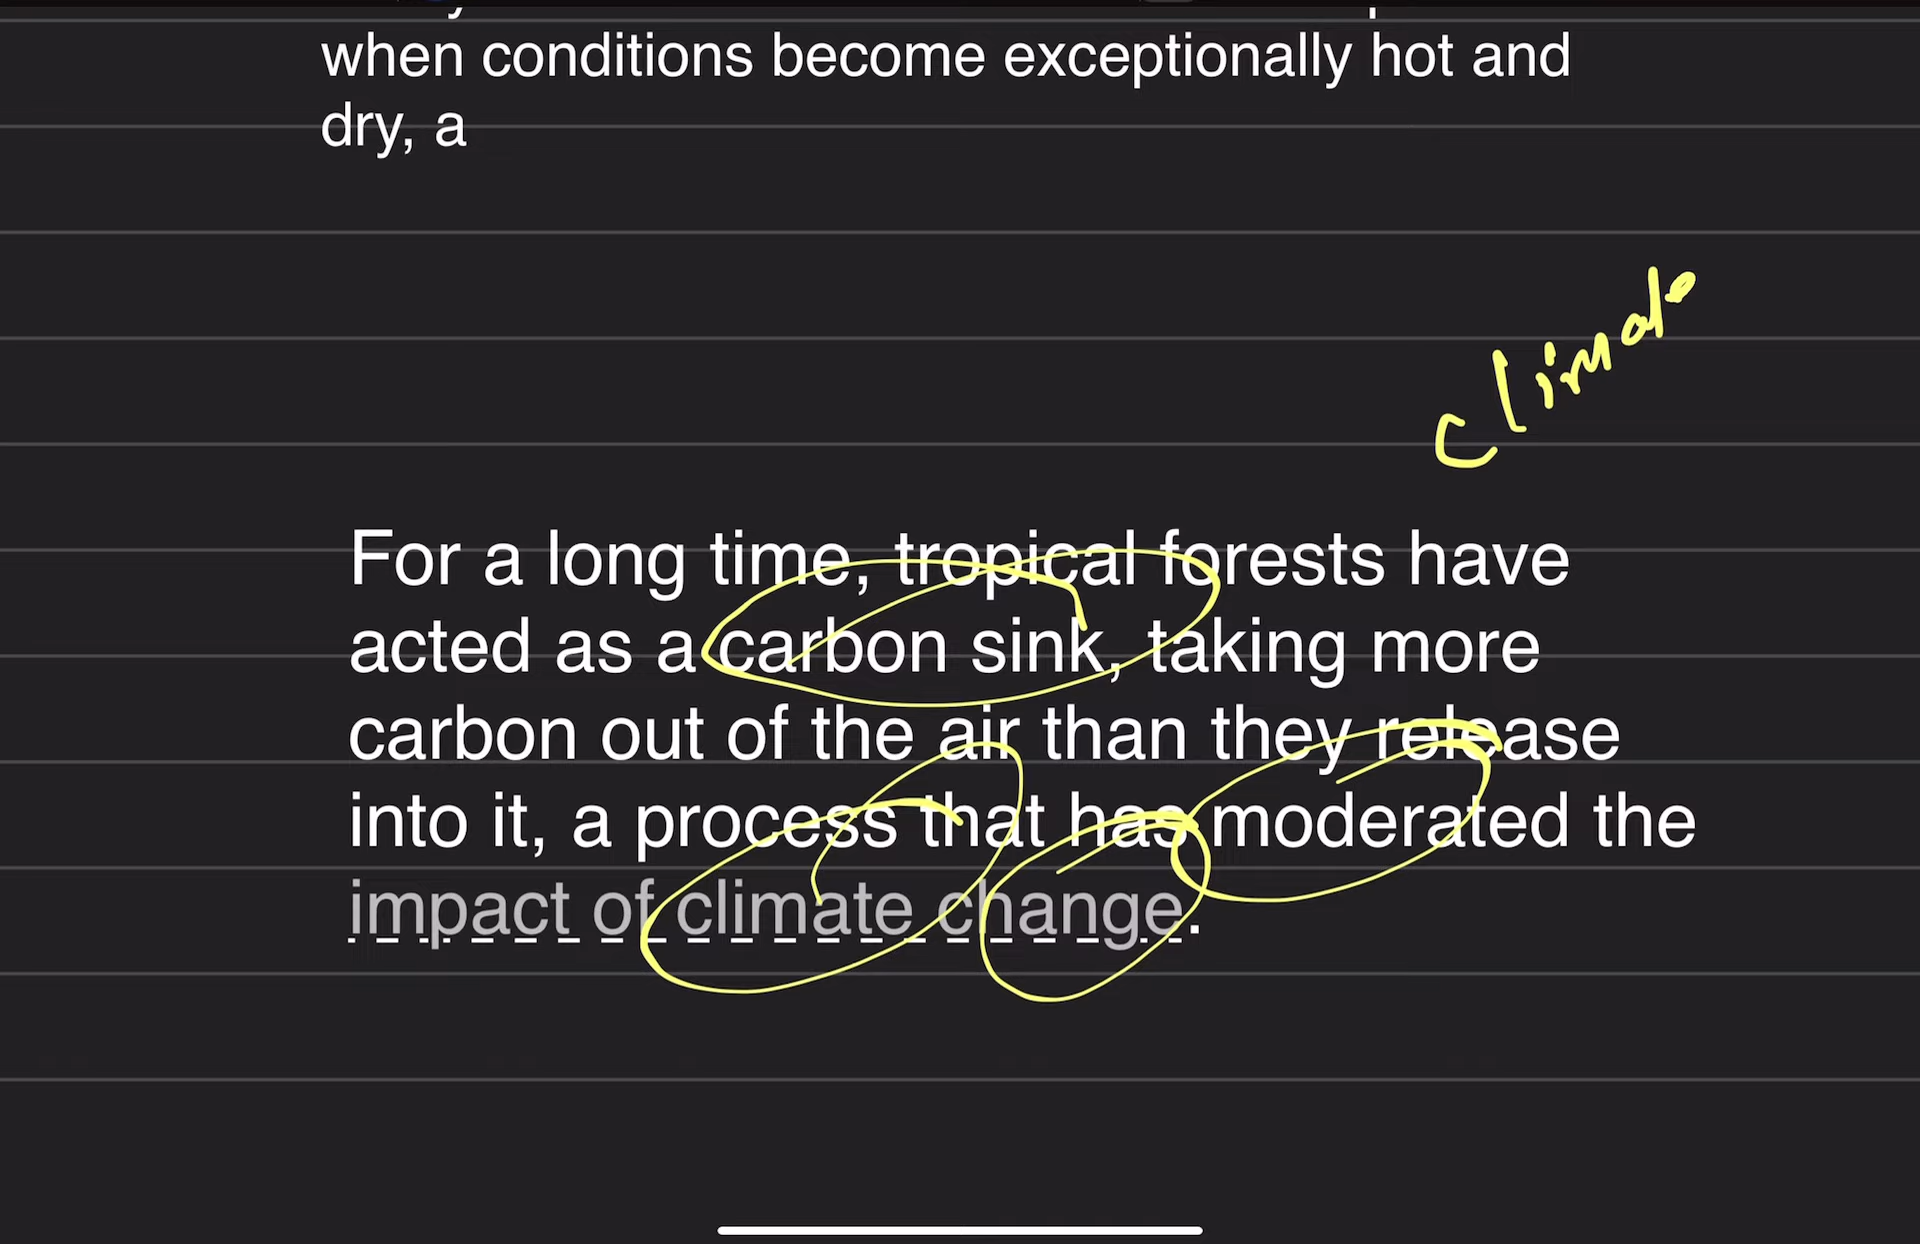 when conditions become exceptionally hot and
dry, a
climate
For a long time, tropical forests have
acted as a carbon sink, taking more
carbon out of the air than they release
into it, a process that has moderated the
impact of climate change.